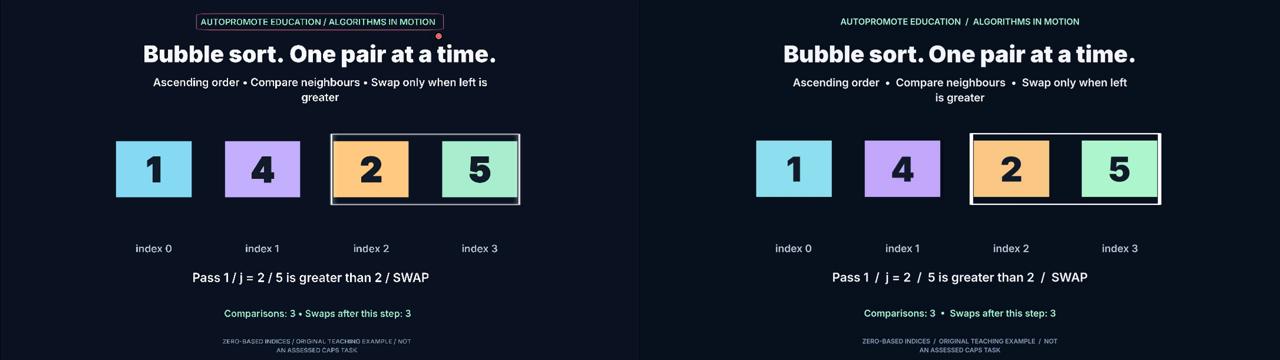 AUTOPROMOTE EDUCATION / ALGORITHMS IN MOTION
Bubble sort. One pair at a time.
Ascending order • Compare neighbours • Swap only when left is
greater
1 4 2 5
index 0 index 1 index 2 index 3
Pass 1 / j = 2 / 5 is greater than 2 / SWAP
Comparisons: 3 • Swaps after this step: 3
ZERO-BASED INDICES / ORIGINAL TEACHING EXAMPLE / NOT
AN ASSESSED CAPS TASK
AUTOPROMOTE EDUCATION / ALGORITHMS IN MOTION
Bubble sort. One pair at a time.
Ascending order • Compare neighbours • Swap only when left
is greater
1 4 2 5
index 0 index 1 index 2 index 3
Pass 1 / j = 2 / 5 is greater than 2 / SWAP
Comparisons: 3 • Swaps after this step: 3
ZERO-BASED INDICES / ORIGINAL TEACHING EXAMPLE / NOT
AN ASSESSED CAPS TASK